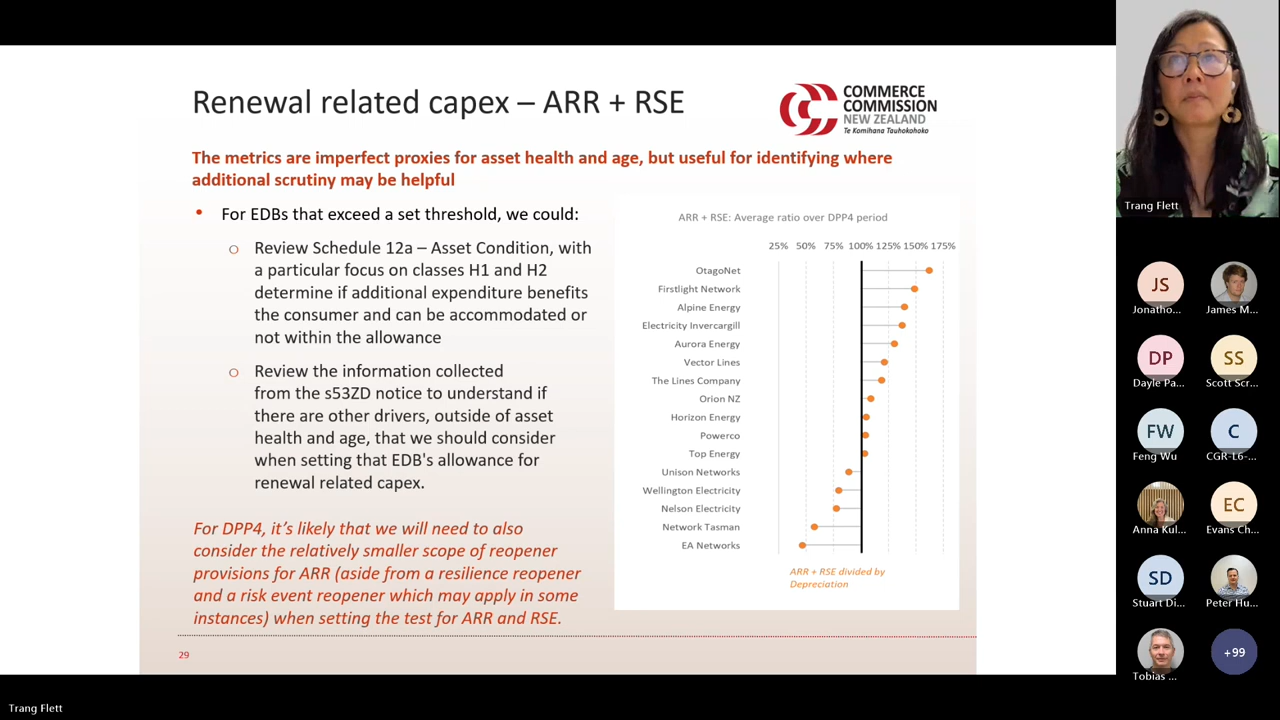 Renewal related capex – ARR + RSE
COMMERCE
COMMISSION
NEW ZEALAND
Te Komihana Tauhokohoko
The metrics are imperfect proxies for asset health and age, but useful for identifying where
additional scrutiny may be helpful
• For EDBs that exceed a set threshold, we could:
o Review Schedule 12a – Asset Condition, with
a particular focus on classes H1 and H2
determine if additional expenditure benefits
the consumer and can be accommodated or
not within the allowance
o Review the information collected
from the s53ZD notice to understand if
there are other drivers, outside of asset
health and age, that we should consider
when setting that EDB's allowance for
renewal related capex.
For DPP4, it’s likely that we will need to also
consider the relatively smaller scope of reopener
provisions for ARR (aside from a resilience reopener
and a risk event reopener which may apply in some
instances) when setting the test for ARR and RSE.
ARR + RSE: Average ratio over DPP4 period
25% 50% 75% 100% 125% 150% 175%
OtagoNet
Firstlight Network
Alpine Energy
Electricity Invercargill
Aurora Energy
Vector Lines
The Lines Company
Orion NZ
Horizon Energy
Powerco
Top Energy
Unison Networks
Wellington Electricity
Nelson Electricity
Network Tasman
EA Networks
ARR + RSE divided by
Depreciation
29
Trang Flett
JS
Jonatho...
James M...
DP
Dayle Pa...
SS
Scott Scr...
FW
Feng Wu
C
CGR-L6-...
Anna Kul...
EC
Evans Ch...
SD
Stuart Di...
Peter Hu...
Tobias ...
+99
Trang Flett